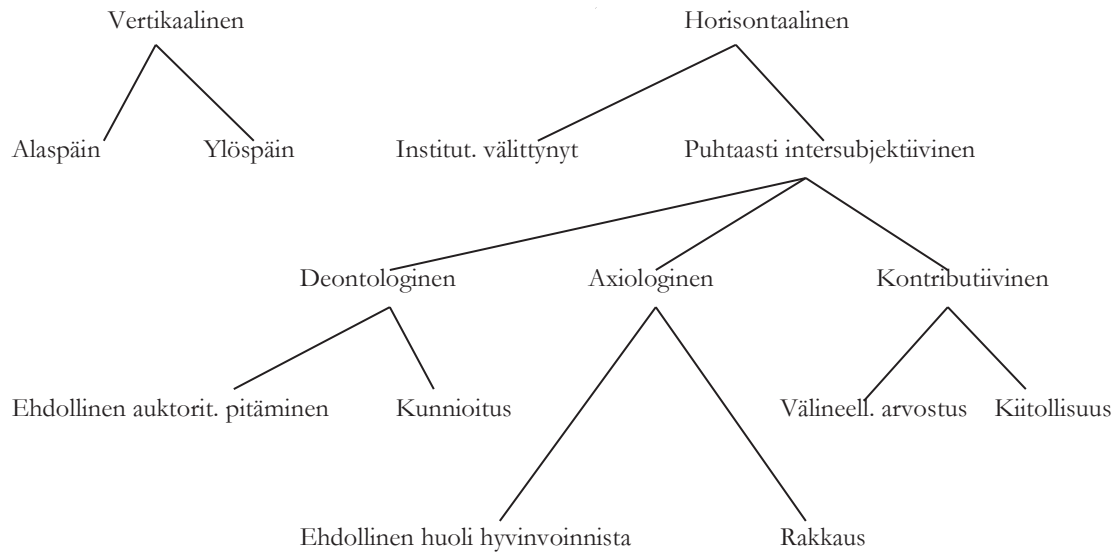 Vertikaalinen
Horisontaalinen
Alaspäin
Ylöspäin
Institut. välittynyt
Puhtaasti intersubjektiivinen
Deontologinen
Axiologinen
Kontributiivinen
Ehdollinen auktorit. pitäminen
Kunnioitus
Välineell. arvostus
Kiitollisuus
Ehdollinen huoli hyvinvoinnista
Rakkaus